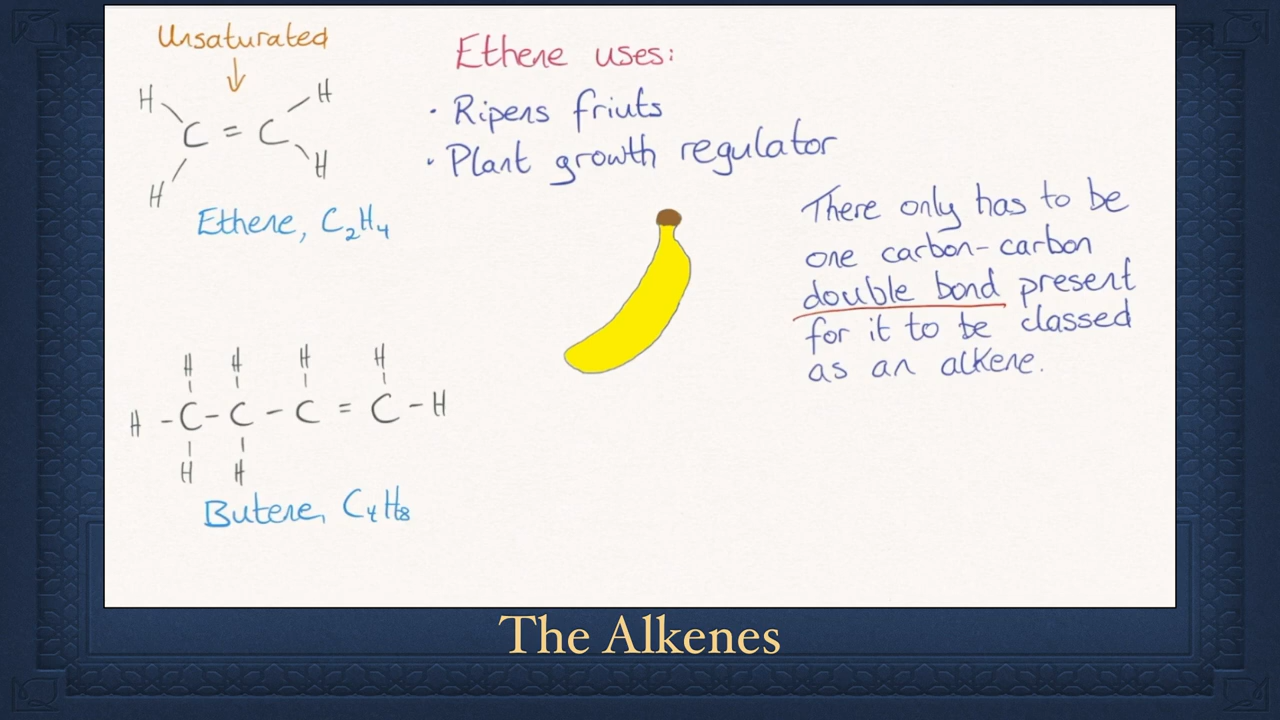 Unsaturated
H H
C = C
H H
Ethene, C₂H₄
Ethene uses:
· Ripens friuts
· Plant growth regulator
There only has to be
one carbon-carbon
double bond present
for it to be classed
as an alkene.
H H H H
H - C - C - C = C - H
H H
Butene, C₄H₈
The Alkenes